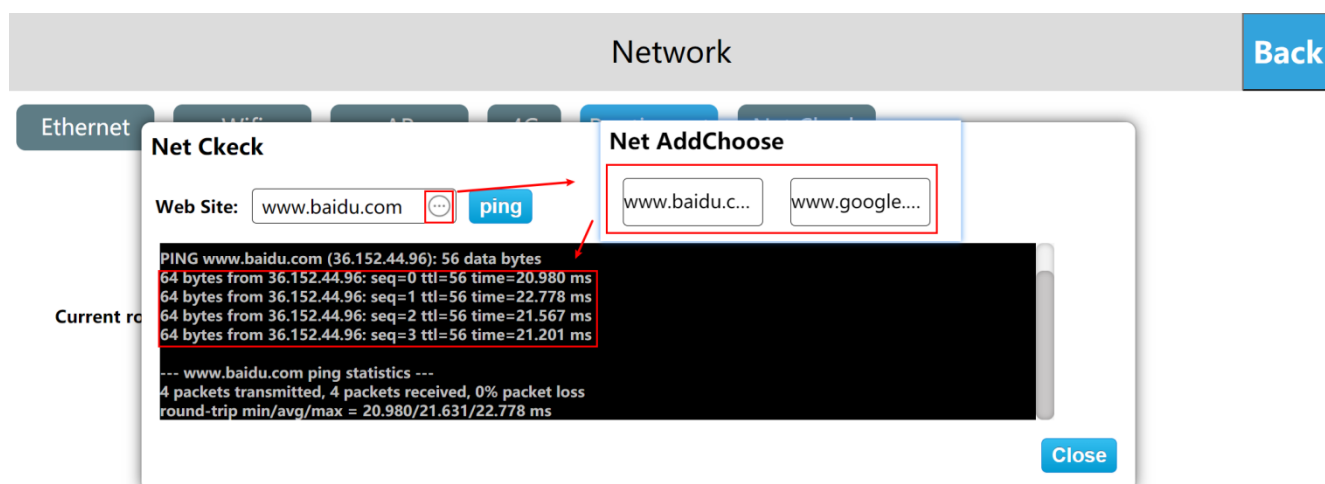 Network
Back
Ethernet
Net Ckeck
Net AddChoose
Web Site:
www.baidu.com
ping
www.baidu.c...
www.google....
PING www.baidu.com (36.152.44.96): 56 data bytes
64 bytes from 36.152.44.96: seq=0 ttl=56 time=20.980 ms
64 bytes from 36.152.44.96: seq=1 ttl=56 time=22.778 ms
64 bytes from 36.152.44.96: seq=2 ttl=56 time=21.567 ms
64 bytes from 36.152.44.96: seq=3 ttl=56 time=21.201 ms
Current ro
--- www.baidu.com ping statistics ---
4 packets transmitted, 4 packets received, 0% packet loss
round-trip min/avg/max = 20.980/21.631/22.778 ms
Close